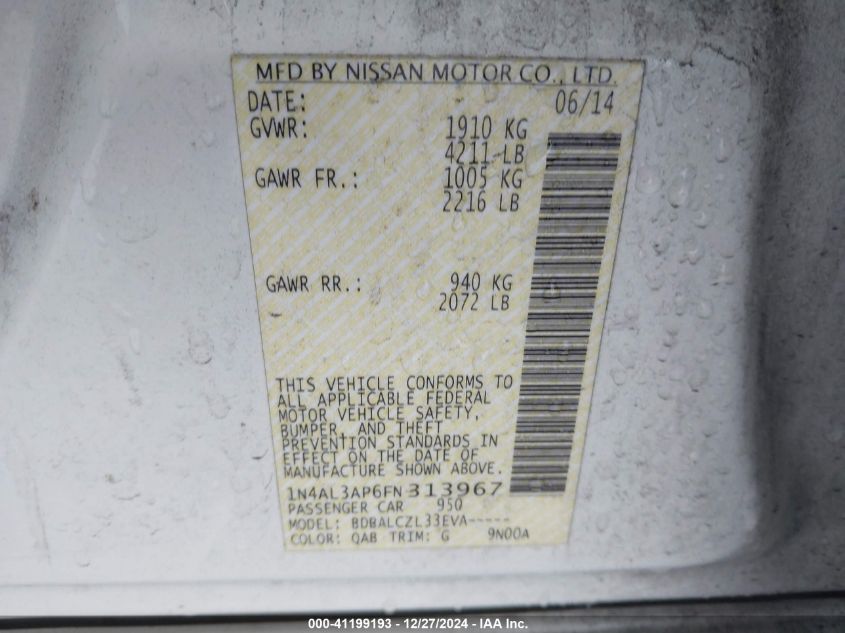 MFD BY NISSAN MOTOR CO., LTD.
DATE: 06/14
GVWR: 1910 KG
4211 LB
GAWR FR.: 1005 KG
2216 LB
GAWR RR.: 940 KG
2072 LB
THIS VEHICLE CONFORMS TO
ALL APPLICABLE FEDERAL
MOTOR VEHICLE SAFETY,
BUMPER, AND THEFT
PREVENTION STANDARDS IN
EFFECT ON THE DATE OF
MANUFACTURE SHOWN ABOVE.
1N4AL3AP6FN313967
PASSENGER CAR 950
MODEL: BDBALCZL33EVA-----
COLOR: QAB TRIM: G 9N00A
000-41199193 - 12/27/2024 - IAA Inc.